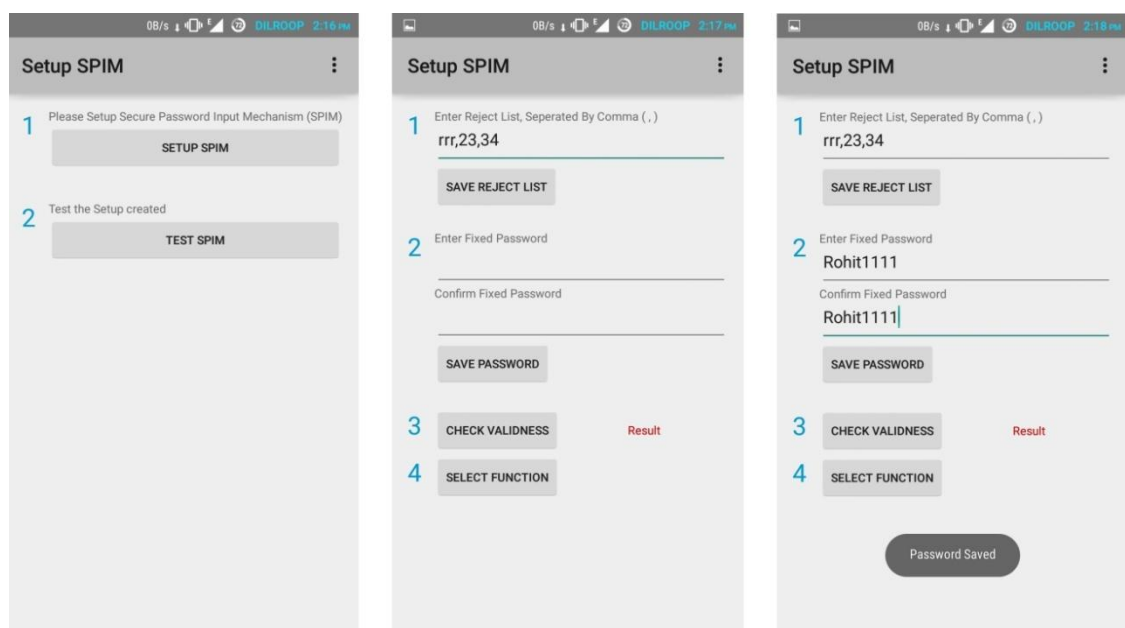 0B/s E 72 DILROOP 2:16 PM
Setup SPIM
1 Please Setup Secure Password Input Mechanism (SPIM)
SETUP SPIM
2 Test the Setup created
TEST SPIM
0B/s E 72 DILROOP 2:17 PM
Setup SPIM
1 Enter Reject List, Seperated By Comma ( , )
rrr,23,34
SAVE REJECT LIST
2 Enter Fixed Password
Confirm Fixed Password
SAVE PASSWORD
3 CHECK VALIDNESS Result
4 SELECT FUNCTION
0B/s E 72 DILROOP 2:18 PM
Setup SPIM
1 Enter Reject List, Seperated By Comma ( , )
rrr,23,34
SAVE REJECT LIST
2 Enter Fixed Password
Rohit1111
Confirm Fixed Password
Rohit1111
SAVE PASSWORD
3 CHECK VALIDNESS Result
4 SELECT FUNCTION
Password Saved